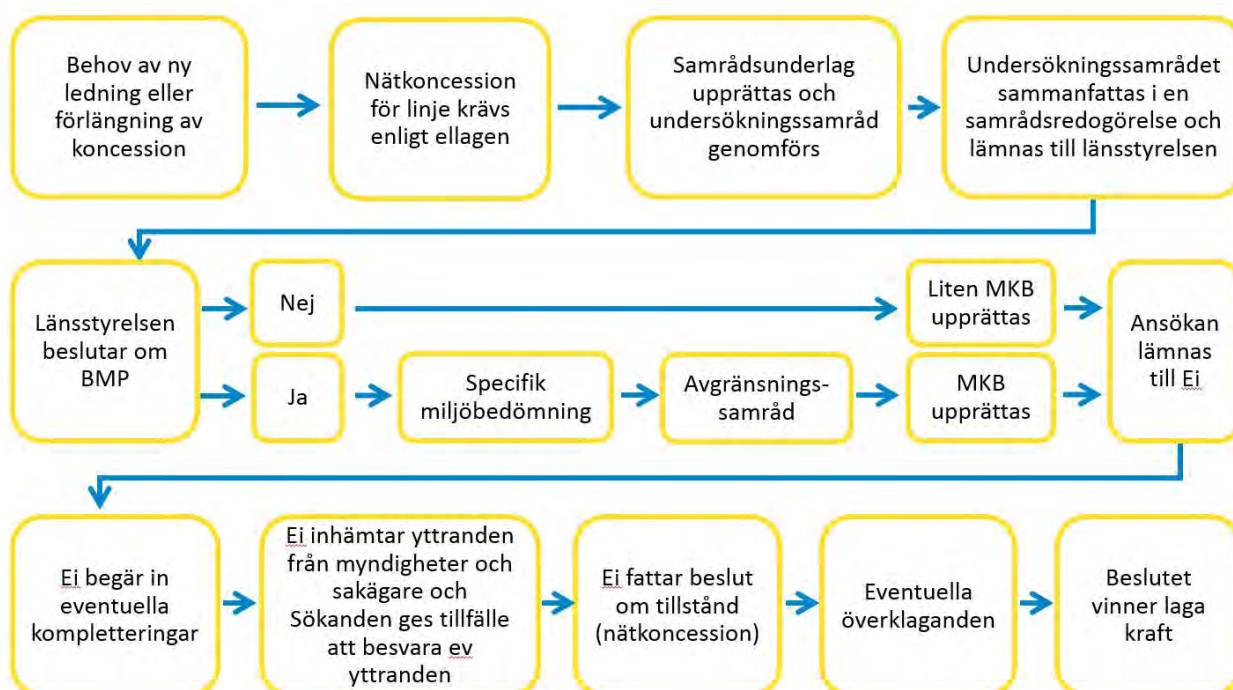 Behov av ny
ledning eller
förlängning av
koncession
Nätkoncession
för linje krävs
enligt ellagen
Samrådsunderlag
upprättas och
undersökningssamråd
genomförs
Undersökningssamrådet
sammanfattas i en
samrådsredogörelse och
lämnas till länsstyrelsen
Länsstyrelsen
beslutar om
BMP
Nej
Liten MKB
upprättas
Ja
Specifik
miljöbedömning
Avgränsnings-
samråd
MKB
upprättas
Ansökan
lämnas
till Ei
Ei begär in
eventuella
kompletteringar
Ei inhämtar yttranden
från myndigheter och
sakägare och
Sökanden ges tillfälle
att besvara ev
yttranden
Ei fattar beslut
om tillstånd
(nätkoncession)
Eventuella
överklaganden
Beslutet
vinner laga
kraft